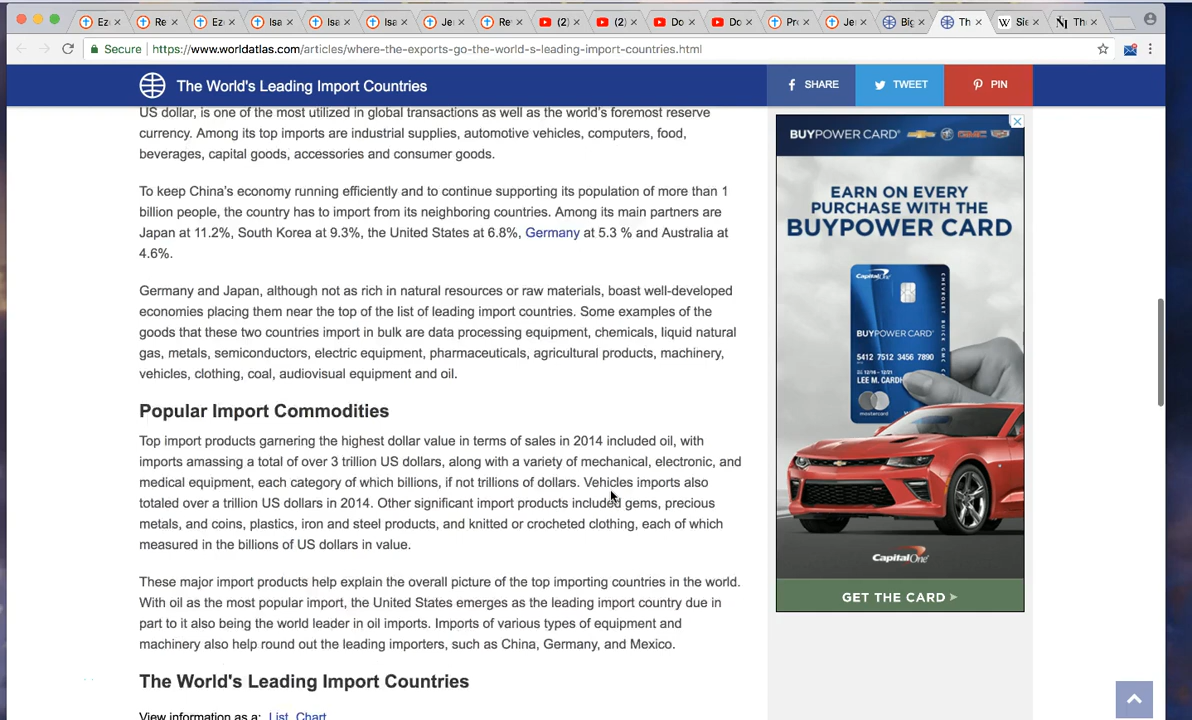 Eze
Re
Eze
Isa
Isa
Isa
Je
Re
(2)
(2)
Do
Do
Pro
Je
Big
Th
Sie
Th
Secure
https://www.worldatlas.com/articles/where-the-exports-go-the-world-s-leading-import-countries.html
The World's Leading Import Countries
SHARE
TWEET
PIN
US dollar, is one of the most utilized in global transactions as well as the world's foremost reserve
currency. Among its top imports are industrial supplies, automotive vehicles, computers, food,
beverages, capital goods, accessories and consumer goods.
To keep China's economy running efficiently and to continue supporting its population of more than 1
billion people, the country has to import from its neighboring countries. Among its main partners are
Japan at 11.2%, South Korea at 9.3%, the United States at 6.8%, Germany at 5.3 % and Australia at
4.6%.
Germany and Japan, although not as rich in natural resources or raw materials, boast well-developed
economies placing them near the top of the list of leading import countries. Some examples of the
goods that these two countries import in bulk are data processing equipment, chemicals, liquid natural
gas, metals, semiconductors, electric equipment, pharmaceuticals, agricultural products, machinery,
vehicles, clothing, coal, audiovisual equipment and oil.
Popular Import Commodities
Top import products garnering the highest dollar value in terms of sales in 2014 included oil, with
imports amassing a total of over 3 trillion US dollars, along with a variety of mechanical, electronic, and
medical equipment, each category of which billions, if not trillions of dollars. Vehicles imports also
totaled over a trillion US dollars in 2014. Other significant import products included gems, precious
metals, and coins, plastics, iron and steel products, and knitted or crocheted clothing, each of which
measured in the billions of US dollars in value.
These major import products help explain the overall picture of the top importing countries in the world.
With oil as the most popular import, the United States emerges as the leading import country due in
part to it also being the world leader in oil imports. Imports of various types of equipment and
machinery also help round out the leading importers, such as China, Germany, and Mexico.
The World's Leading Import Countries
View information as a: List Chart
BUYPOWER CARD
EARN ON EVERY
PURCHASE WITH THE
BUYPOWER CARD
Capital One
CHEVROLET BUICK GMC
BUYPOWER CARD
5412 7512 3456 7890
12/16 - 12/21
LEE M. CARDH
mastercard
Capital One
GET THE CARD